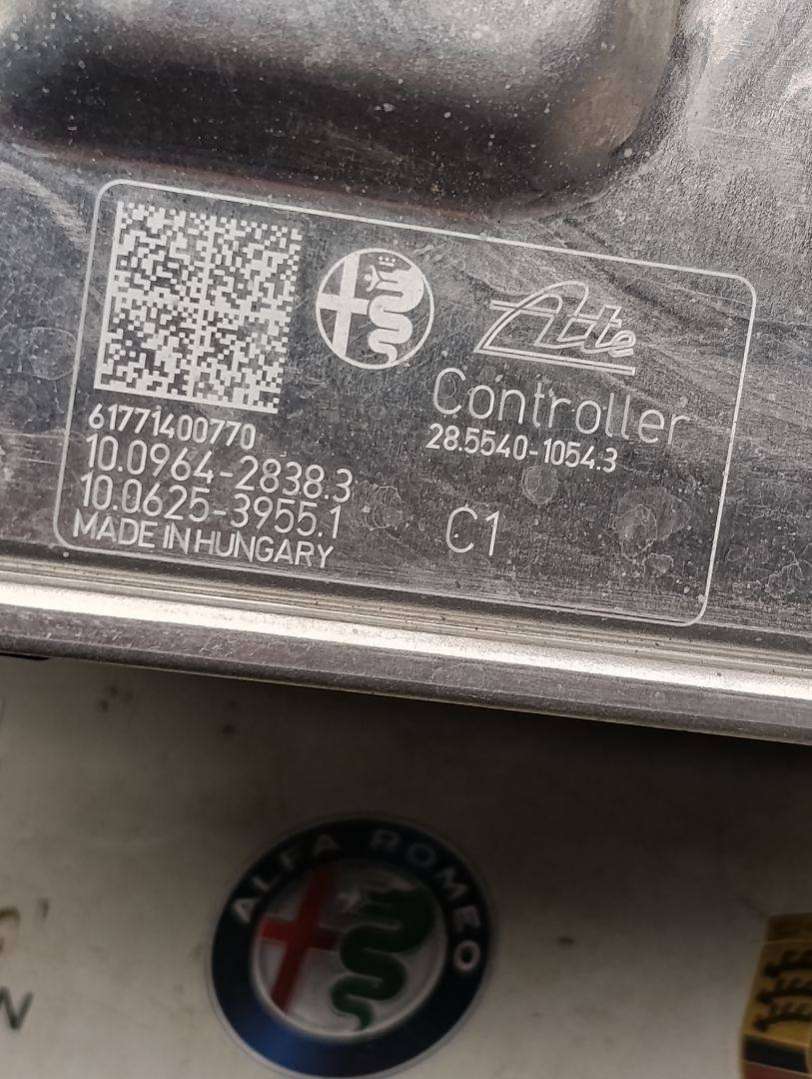 Ate
Controller
61771400770
28.5540-1054.3
10.0964-2838.3
10.0625-3955.1
C1
MADE IN HUNGARY
ALFA ROMEO